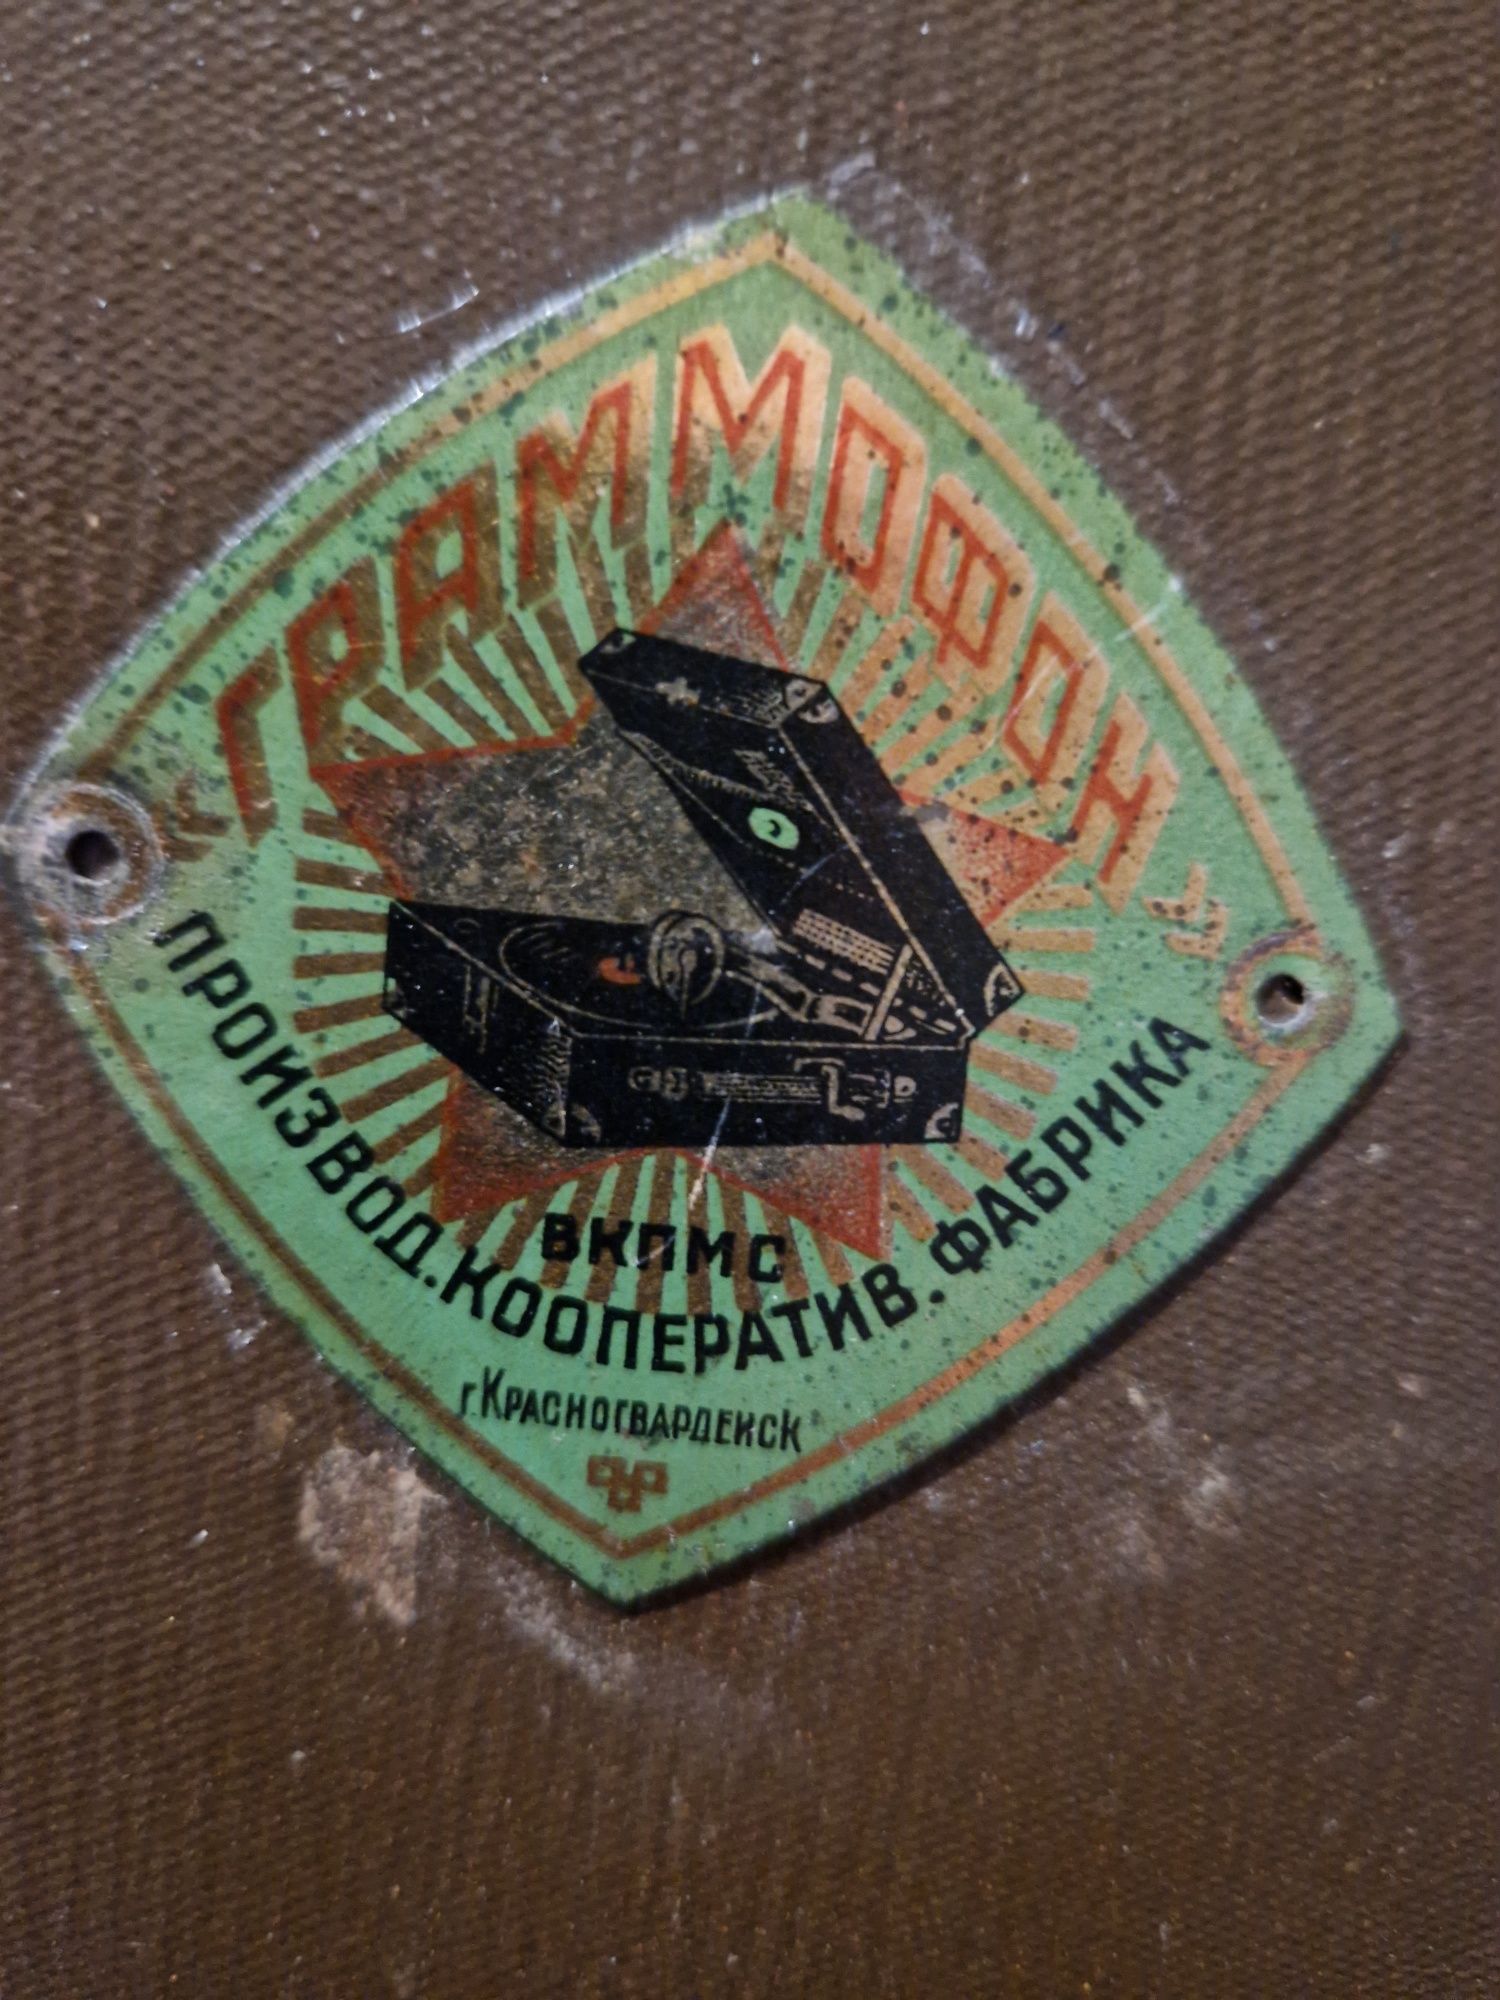 "ГРАММОФОН"
ВКПМС
ПРОИЗВОД. КООПЕРАТИВ. ФАБРИКА
г. КРАСНОГВАРДЕЙСК